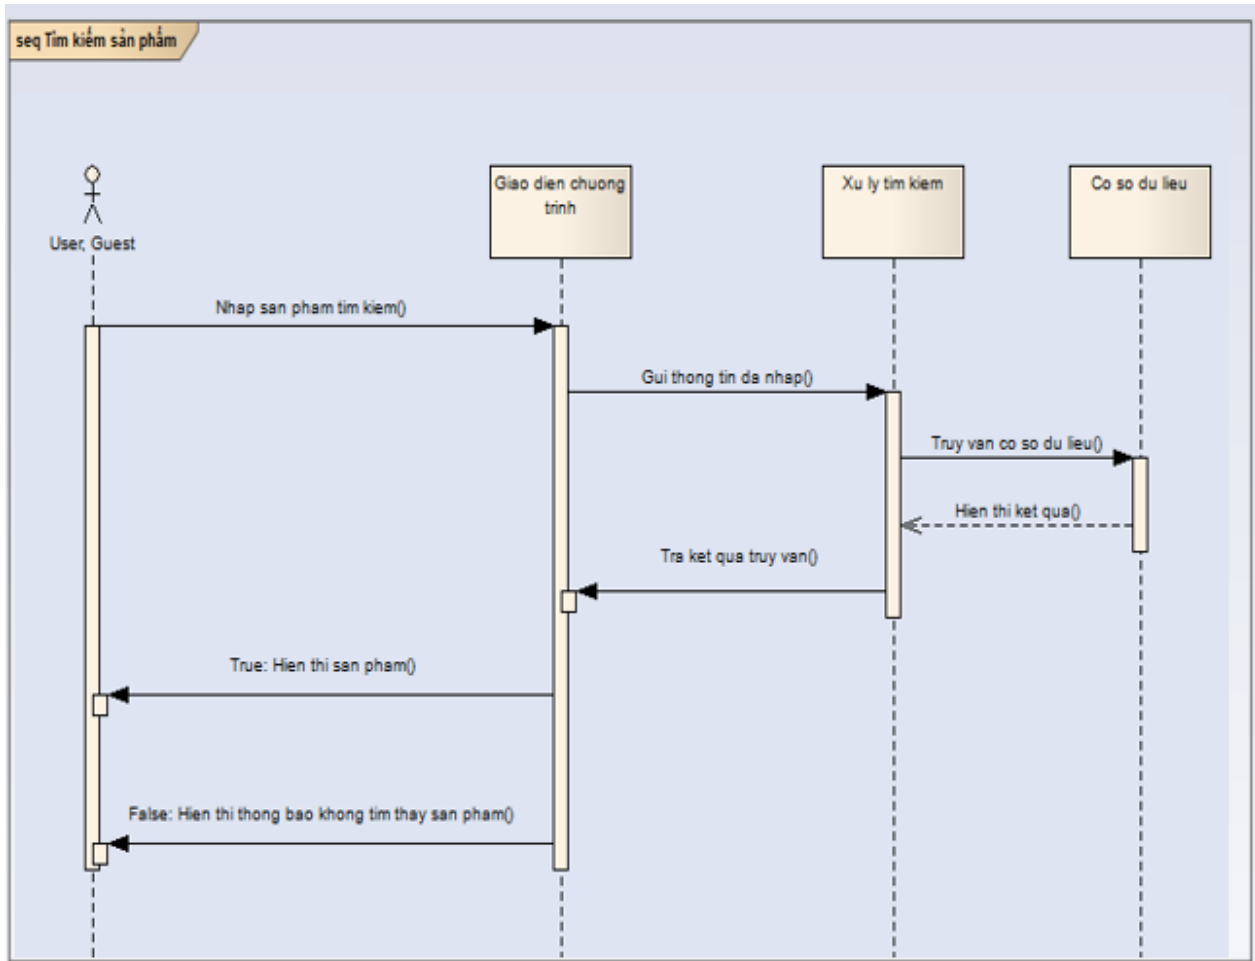 seq Tìm kiếm sản phẩm
User, Guest
Giao dien chuong
trinh
Xu ly tim kiem
Co so du lieu
Nhap san pham tim kiem()
Gui thong tin da nhap()
Truy van co so du lieu()
Hien thi ket qua()
Tra ket qua truy van()
True: Hien thi san pham()
False: Hien thi thong bao khong tim thay san pham()